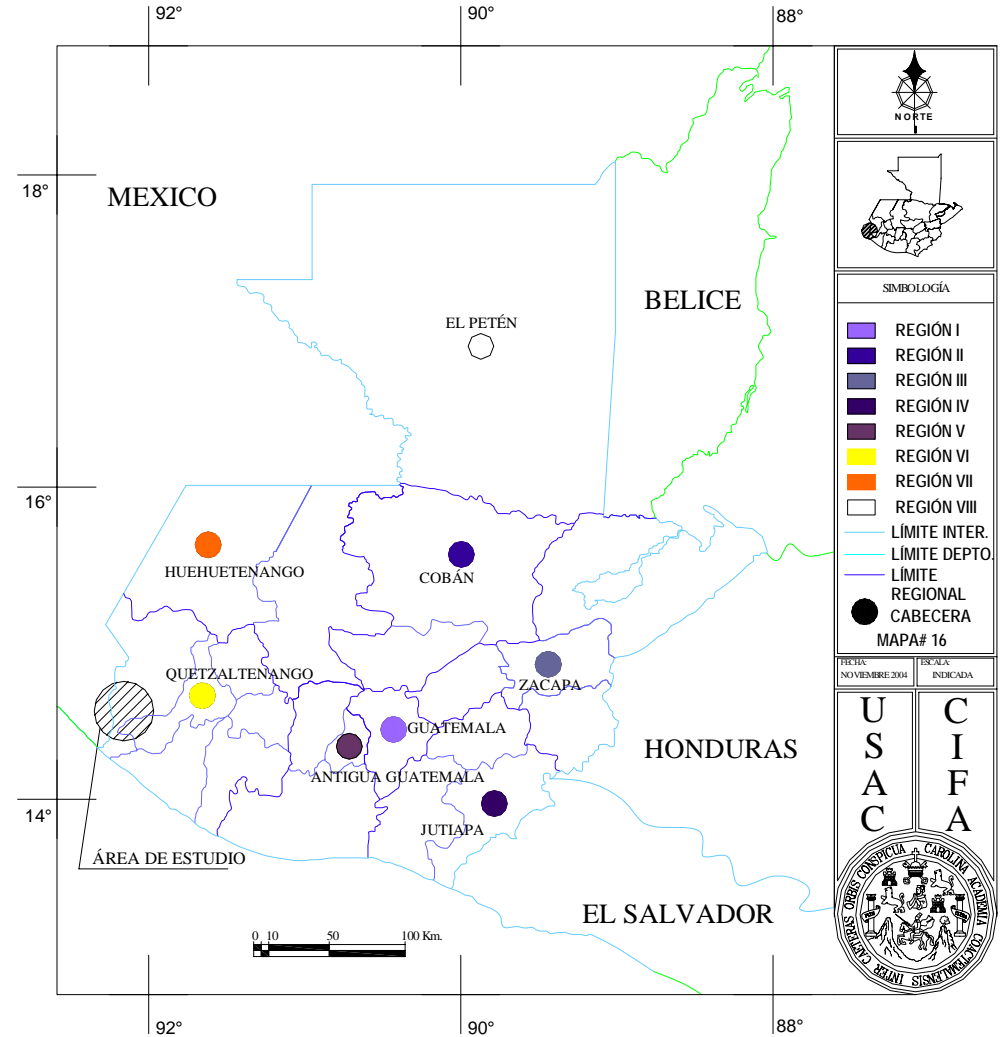 92°
90°
88°
18°
16°
14°
MEXICO
BELICE
EL PETÉN
HUEHUETENANGO
COBÁN
QUETZALTENANGO
ZACAPA
GUATEMALA
ANTIGUA GUATEMALA
HONDURAS
JUTIAPA
ÁREA DE ESTUDIO
EL SALVADOR
0 10 50 100 Km.
92°
90°
88°
NORTE
SIMBOLOGÍA
REGIÓN I
REGIÓN II
REGIÓN III
REGIÓN IV
REGIÓN V
REGIÓN VI
REGIÓN VII
REGIÓN VIII
LÍMITE INTER.
LÍMITE DEPTO.
LÍMITE
REGIONAL
CABECERA
MAPA# 16
FECHA:
NOVIEMBRE 2004
ESCALA:
INDICADA
USAC
CIFA
CAROLINA ACADEMIA COACTEMALENSIS INTER CAETERAS ORBIS CONSPICUA